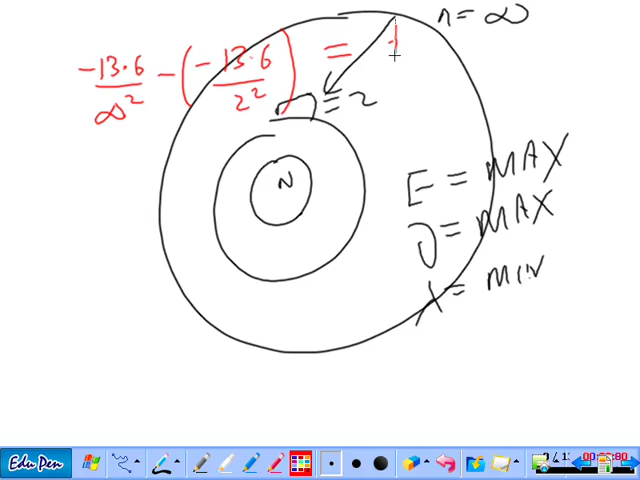 n = ∞
-13.6/∞² - (-13.6/2²) =
= 2
N
E = MAX
υ = MAX
λ = min
Edu Pen